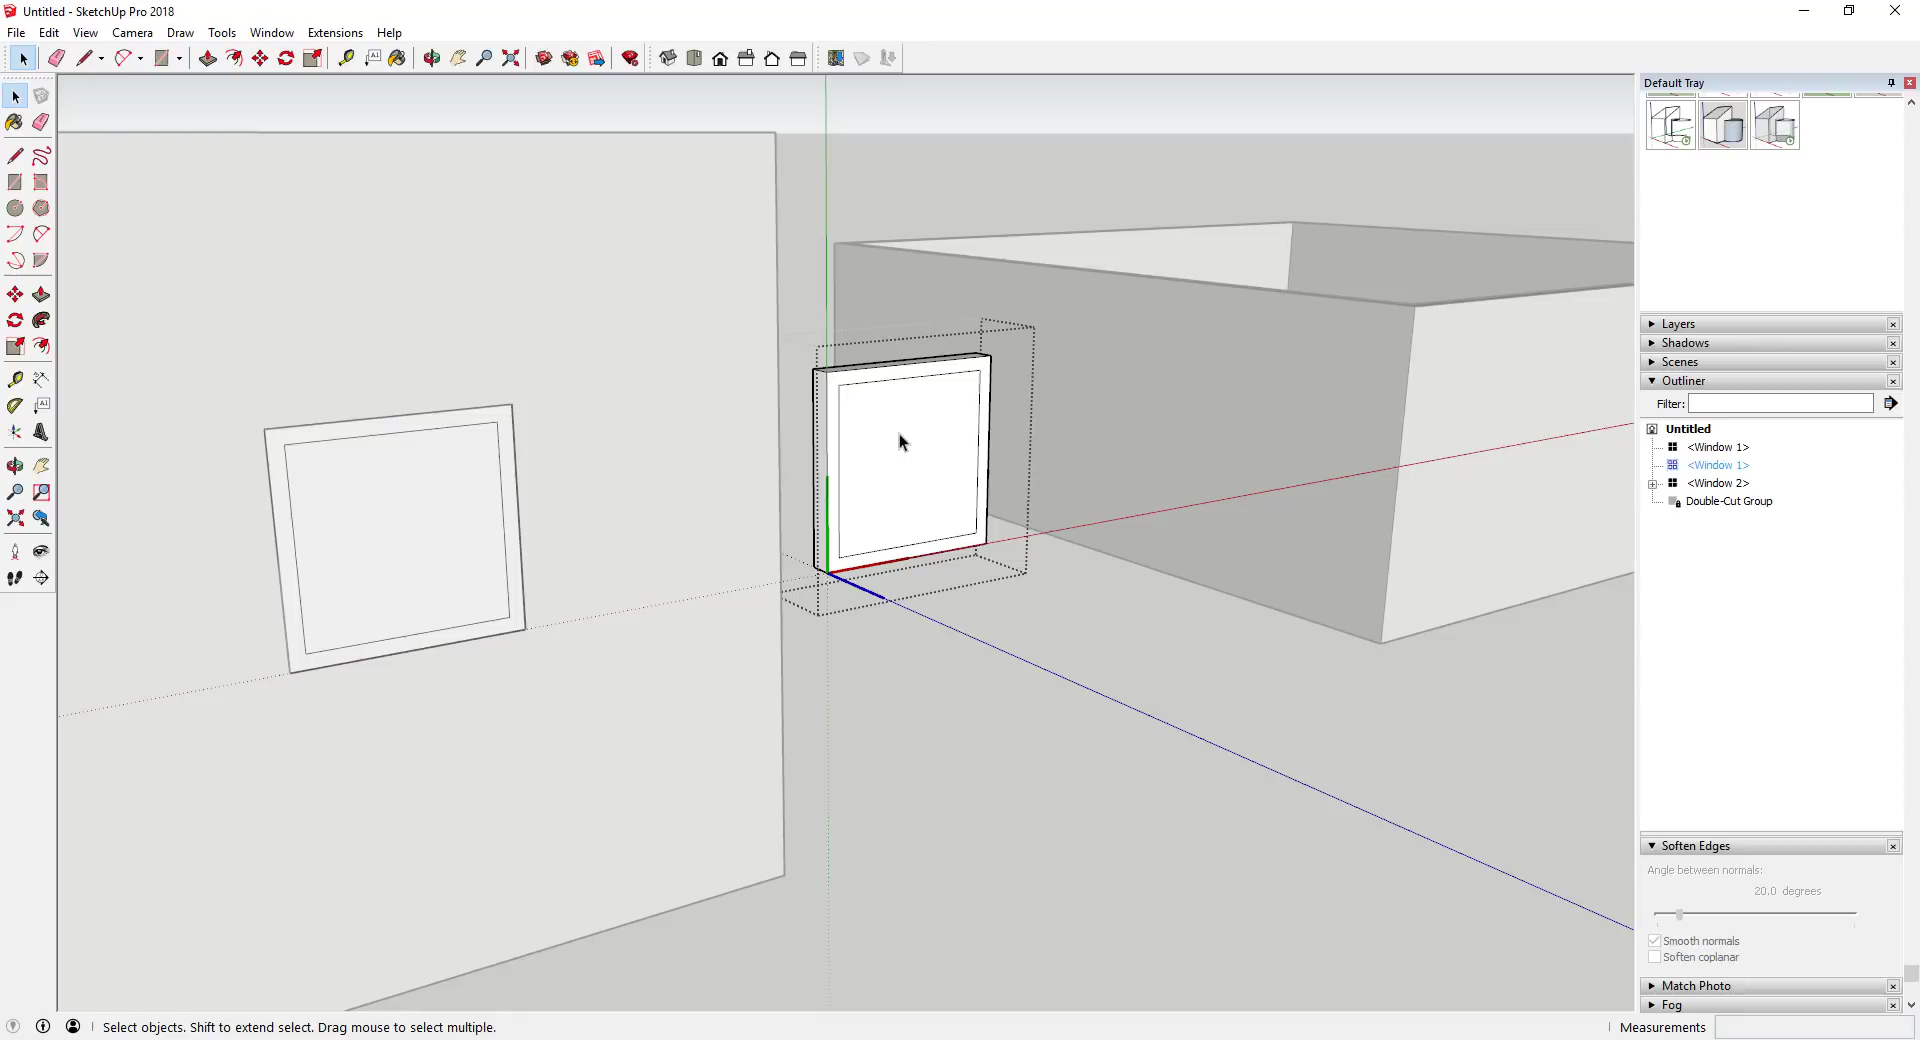 Untitled - SketchUp Pro 2018
File Edit View Camera Draw Tools Window Extensions Help
A1
Default Tray
A1
Layers
Shadows
Scenes
Outliner
Filter:
Untitled
<Window 1>
<Window 1>
<Window 2>
Double-Cut Group
Soften Edges
Angle between normals:
20.0 degrees
Smooth normals
Soften coplanar
Match Photo
Fog
Select objects. Shift to extend select. Drag mouse to select multiple.
Measurements